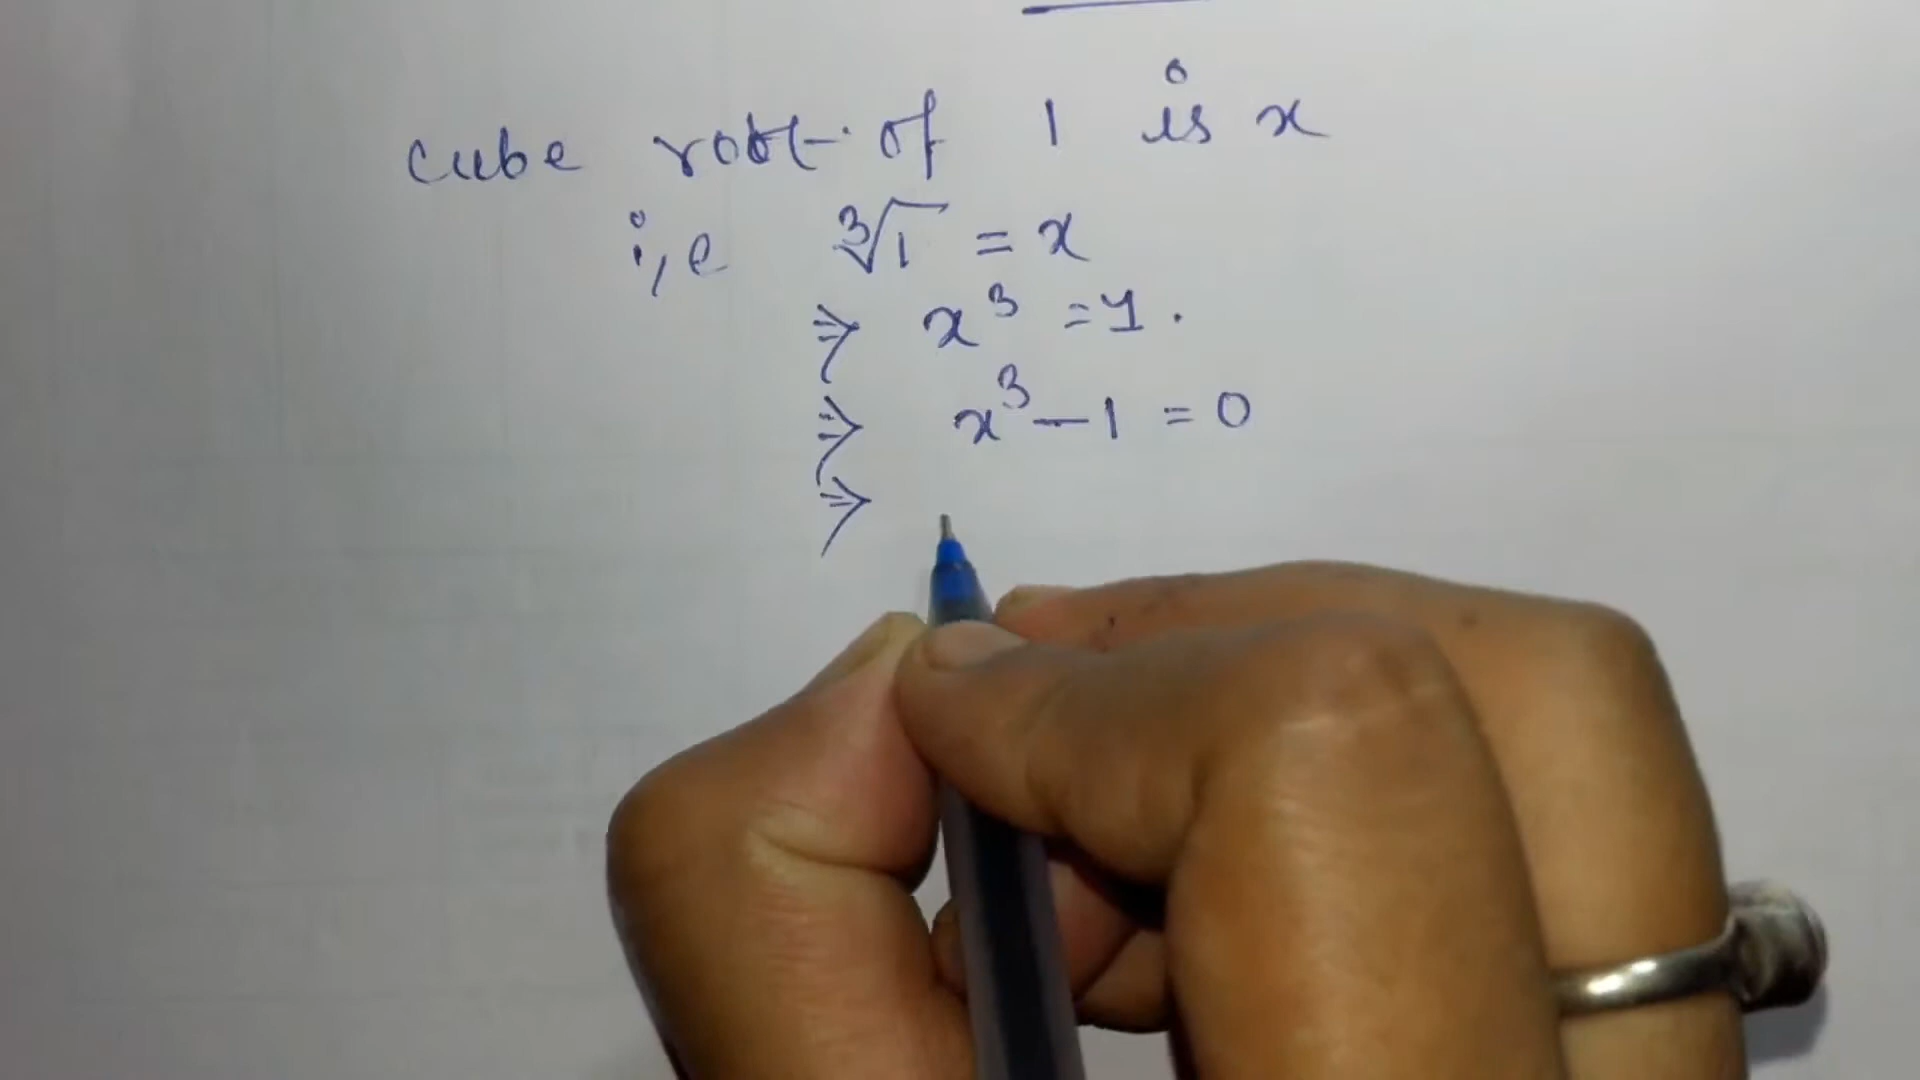 cube root of 1 is x
i,e ∛1 = x
⇒ x³ = 1.
⇒ x³ - 1 = 0
⇒